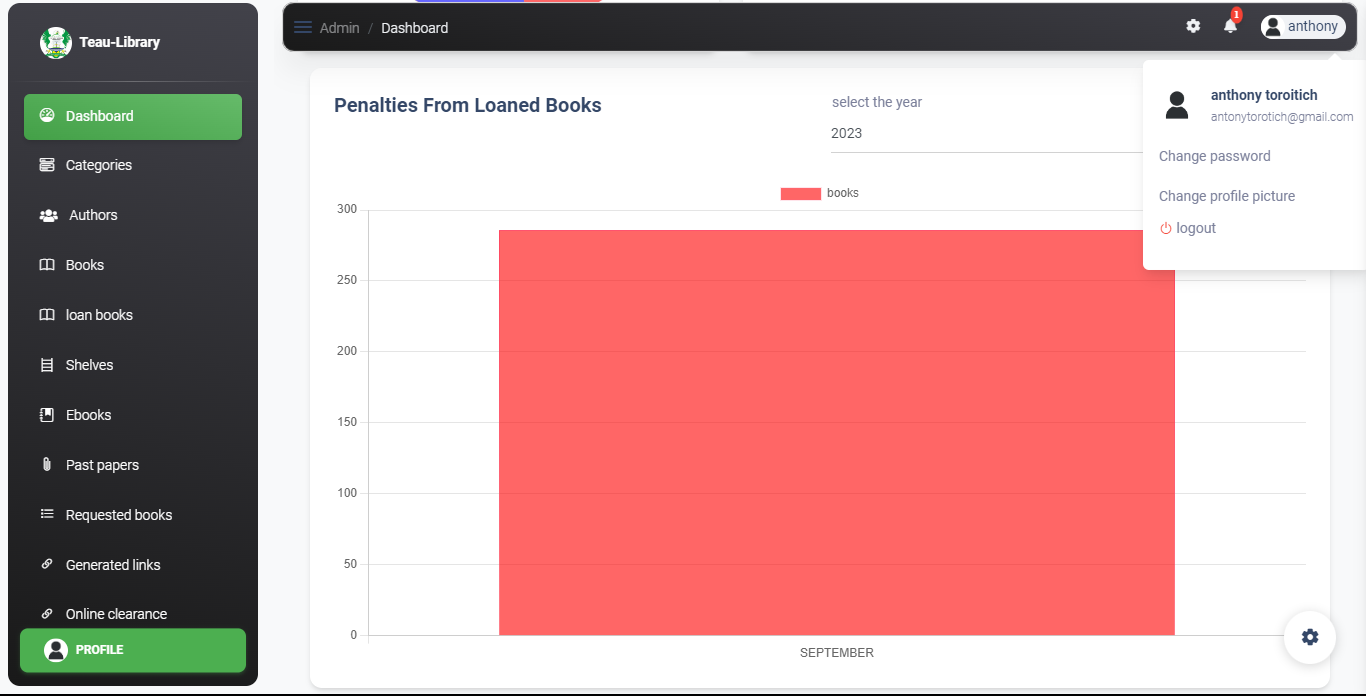 Teau-Library
Dashboard
Categories
Authors
Books
loan books
Shelves
Ebooks
Past papers
Requested books
Generated links
Online clearance
PROFILE
Admin / Dashboard
1
anthony
anthony toroitich
antonytorotich@gmail.com
Change password
Change profile picture
logout
Penalties From Loaned Books
select the year
2023
books
300
250
200
150
100
50
0
SEPTEMBER